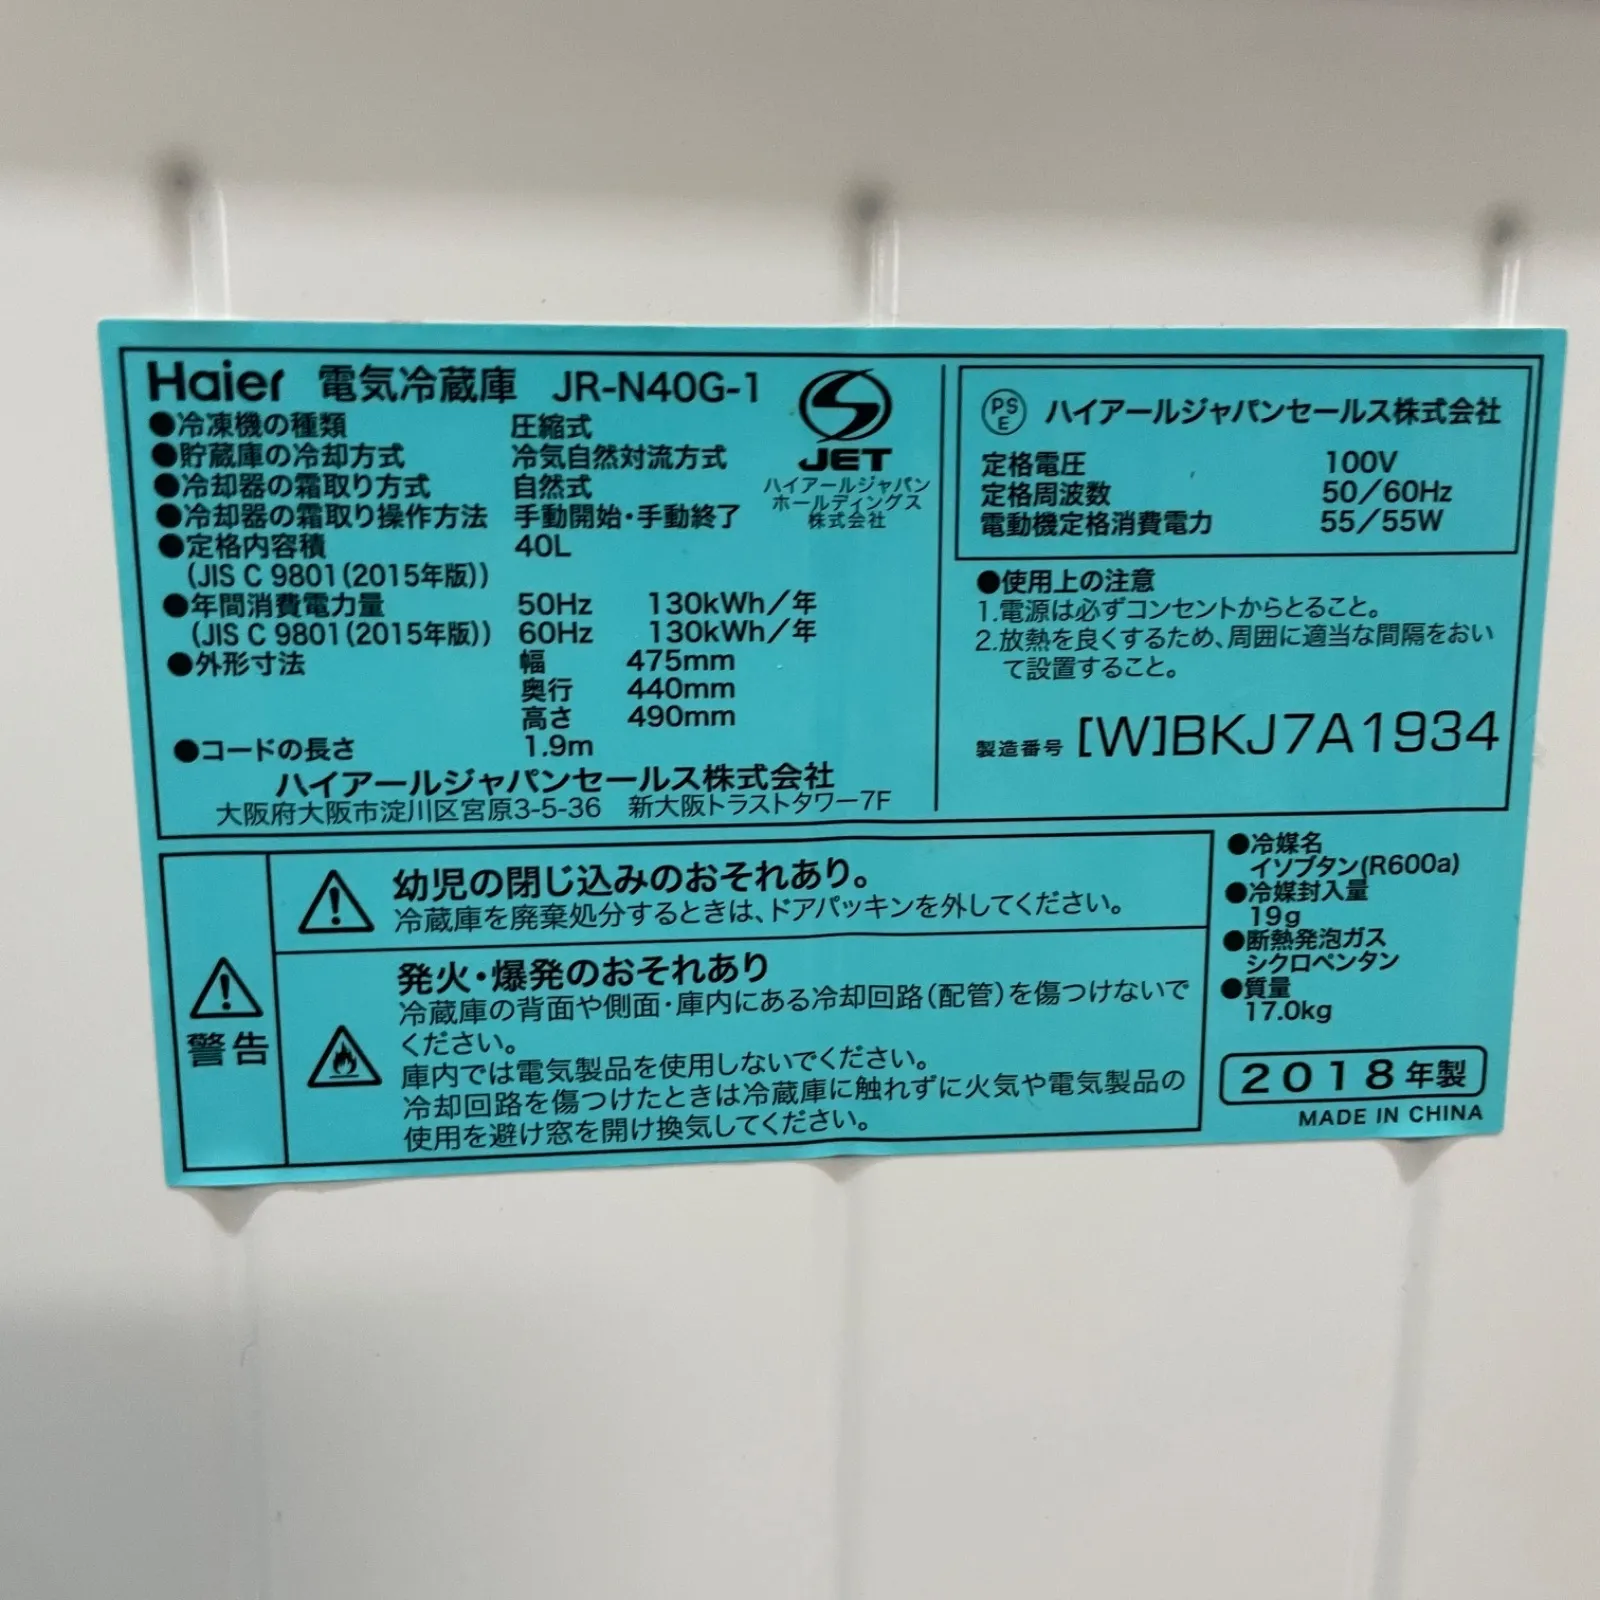 Haier 電気冷蔵庫 JR-N40G-1
●冷凍機の種類 圧縮式
●貯蔵庫の冷却方式 冷気自然対流方式
●冷却器の霜取り方式 自然式
●冷却器の霜取り操作方法 手動開始・手動終了
●定格内容積 40L
(JIS C 9801(2015年版))
●年間消費電力量 50Hz 130kWh/年
(JIS C 9801(2015年版)) 60Hz 130kWh/年
●外形寸法 幅 475mm
奥行 440mm
高さ 490mm
●コードの長さ 1.9m
ハイアールジャパンセールス株式会社
大阪府大阪市淀川区宮原3-5-36 新大阪トラストタワー7F
JET
ハイアールジャパン
ホールディングス
株式会社
PS
E
ハイアールジャパンセールス株式会社
定格電圧 100V
定格周波数 50/60Hz
電動機定格消費電力 55/55W
●使用上の注意
1.電源は必ずコンセントからとること。
2.放熱を良くするため、周囲に適当な間隔をおい
て設置すること。
製造番号 [W]BKJ7A1934
警告
幼児の閉じ込みのおそれあり。
冷蔵庫を廃棄処分するときは、ドアパッキンを外してください。
発火・爆発のおそれあり
冷蔵庫の背面や側面・庫内にある冷却回路(配管)を傷つけないで
ください。
庫内では電気製品を使用しないでください。
冷却回路を傷つけたときは冷蔵庫に触れずに火気や電気製品の
使用を避け窓を開け換気してください。
●冷媒名
イソブタン(R600a)
●冷媒封入量
19g
●断熱発泡ガス
シクロペンタン
●質量
17.0kg
2018年製
MADE IN CHINA